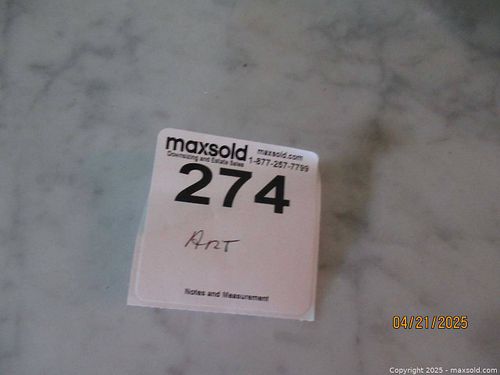 maxsold
Downsizing and Estate Sales
maxsold.com
1-877-257-7799
274
ART
Notes and Measurement
04/21/2025
Copyright 2025 - maxsold.com